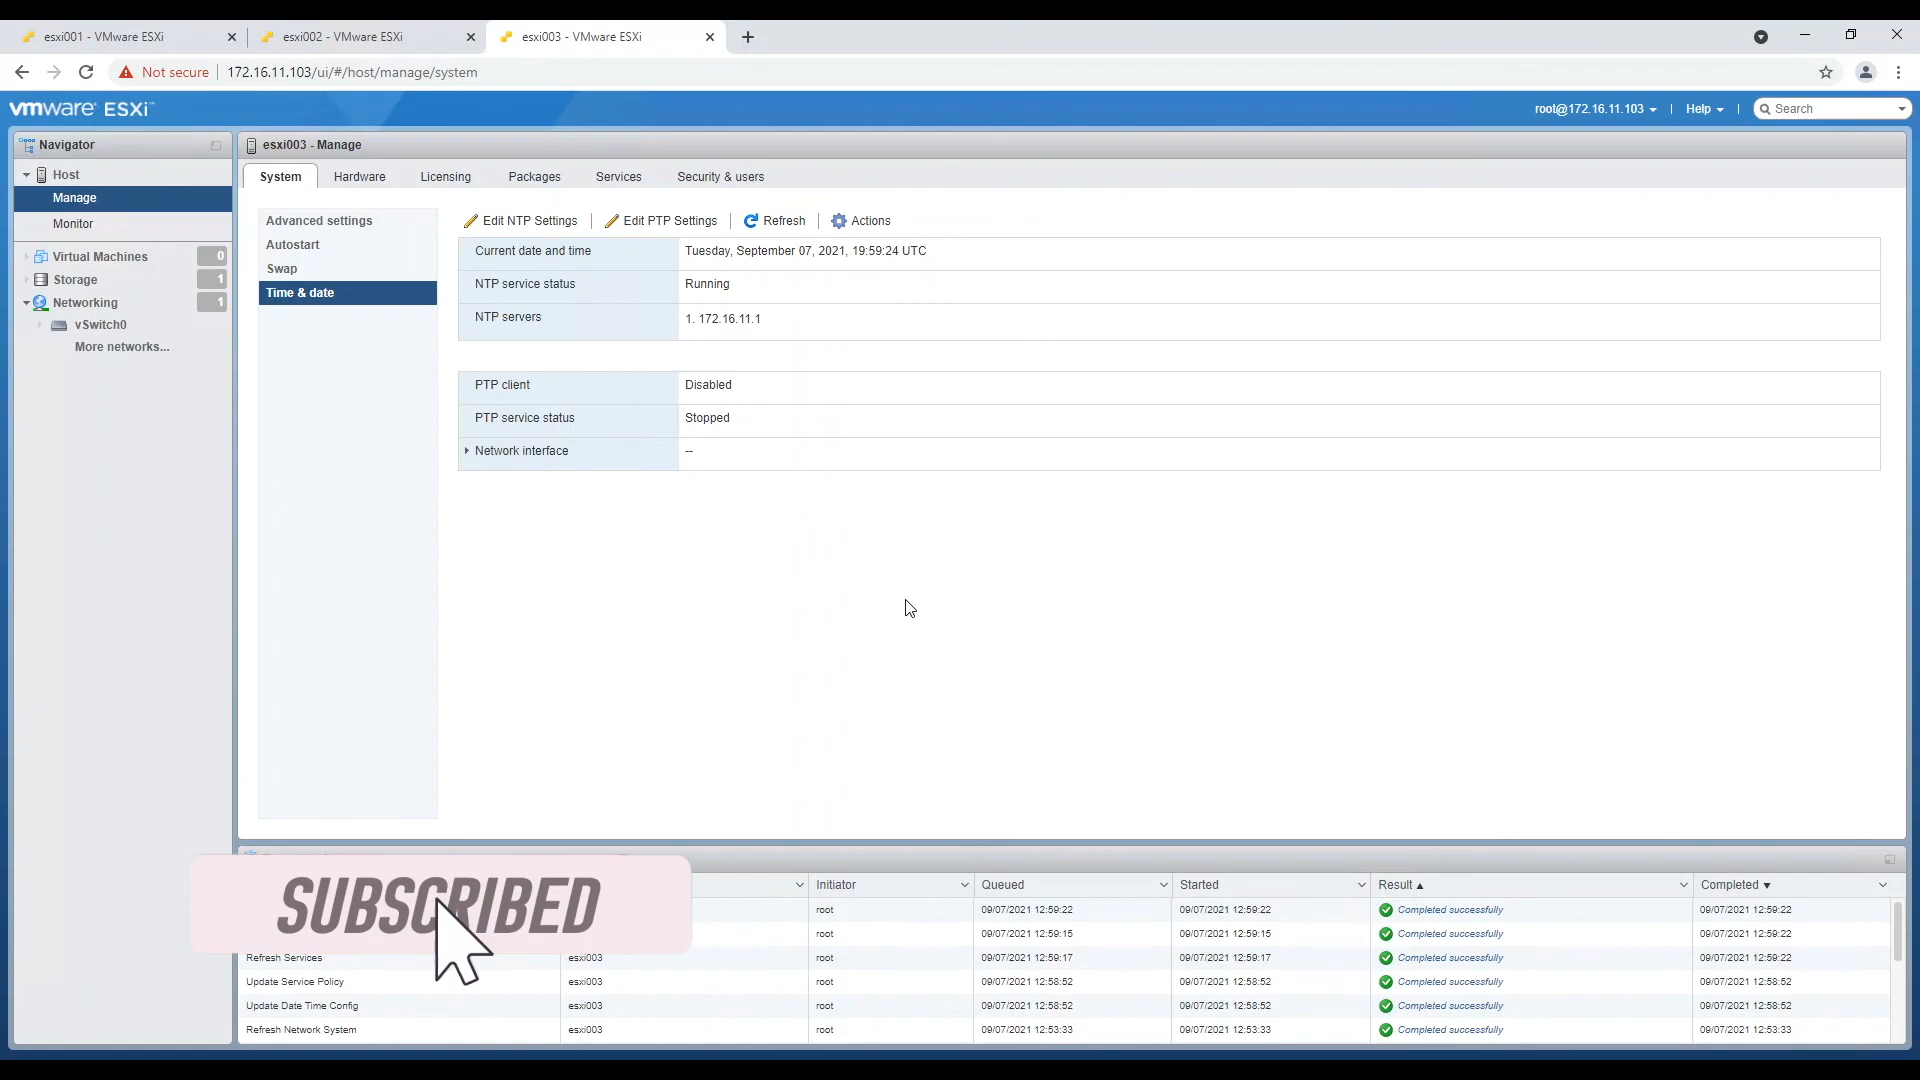 esxi001 - VMware ESXi
esxi002 - VMware ESXi
esxi003 - VMware ESXi
Not secure 172.16.11.103/ui/#/host/manage/system
vmware ESXi™
root@172.16.11.103 | Help | Search
Navigator
esxi003 - Manage
Host
Manage
Monitor
Virtual Machines 0
Storage 1
Networking 1
vSwitch0
More networks...
System Hardware Licensing Packages Services Security & users
Advanced settings
Autostart
Swap
Time & date
Edit NTP Settings | Edit PTP Settings | Refresh | Actions
Current date and time Tuesday, September 07, 2021, 19:59:24 UTC
NTP service status Running
NTP servers 1. 172.16.11.1
PTP client Disabled
PTP service status Stopped
Network interface --
SUBSCRIBED
Initiator Queued Started Result Completed
root 09/07/2021 12:59:22 09/07/2021 12:59:22 Completed successfully 09/07/2021 12:59:22
root 09/07/2021 12:59:15 09/07/2021 12:59:15 Completed successfully 09/07/2021 12:59:22
Refresh Services esxi003 root 09/07/2021 12:59:17 09/07/2021 12:59:17 Completed successfully 09/07/2021 12:59:22
Update Service Policy esxi003 root 09/07/2021 12:58:52 09/07/2021 12:58:52 Completed successfully 09/07/2021 12:58:52
Update Date Time Config esxi003 root 09/07/2021 12:58:52 09/07/2021 12:58:52 Completed successfully 09/07/2021 12:58:52
Refresh Network System esxi003 root 09/07/2021 12:53:33 09/07/2021 12:53:33 Completed successfully 09/07/2021 12:53:33